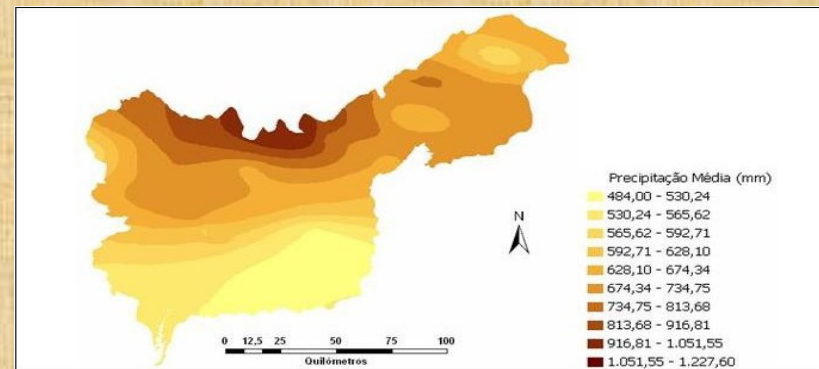 Precipitação Média (mm)
484,00 - 530,24
530,24 - 565,62
565,62 - 592,71
592,71 - 628,10
628,10 - 674,34
674,34 - 734,75
734,75 - 813,68
813,68 - 916,81
916,81 - 1.051,55
1.051,55 - 1.227,60
N
0 12,5 25 50 75 100
Quilómetros